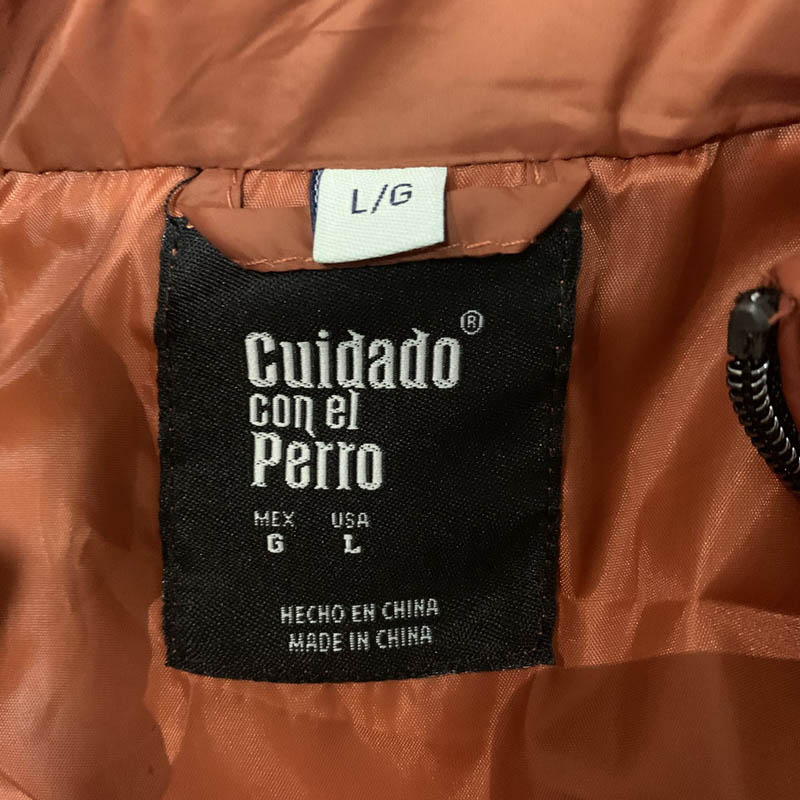 L/G
Cuidado®
con el
Perro
MEX USA
G L
HECHO EN CHINA
MADE IN CHINA